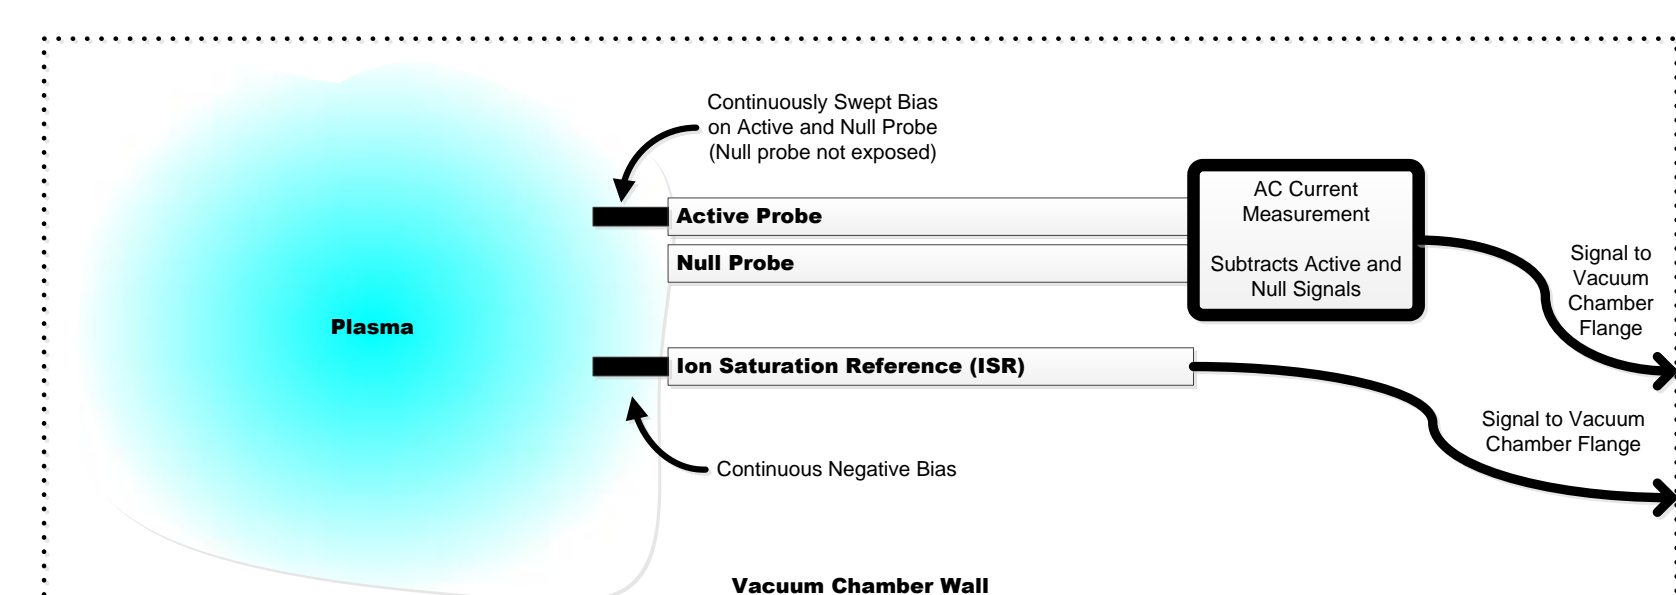 Continuously Swept Bias
on Active and Null Probe
(Null probe not exposed)
AC Current
Measurement
Subtracts Active and
Null Signals
Active Probe
Null Probe
Signal to
Vacuum
Chamber
Flange
Plasma
Ion Saturation Reference (ISR)
Signal to Vacuum
Chamber Flange
Continuous Negative Bias
Vacuum Chamber Wall